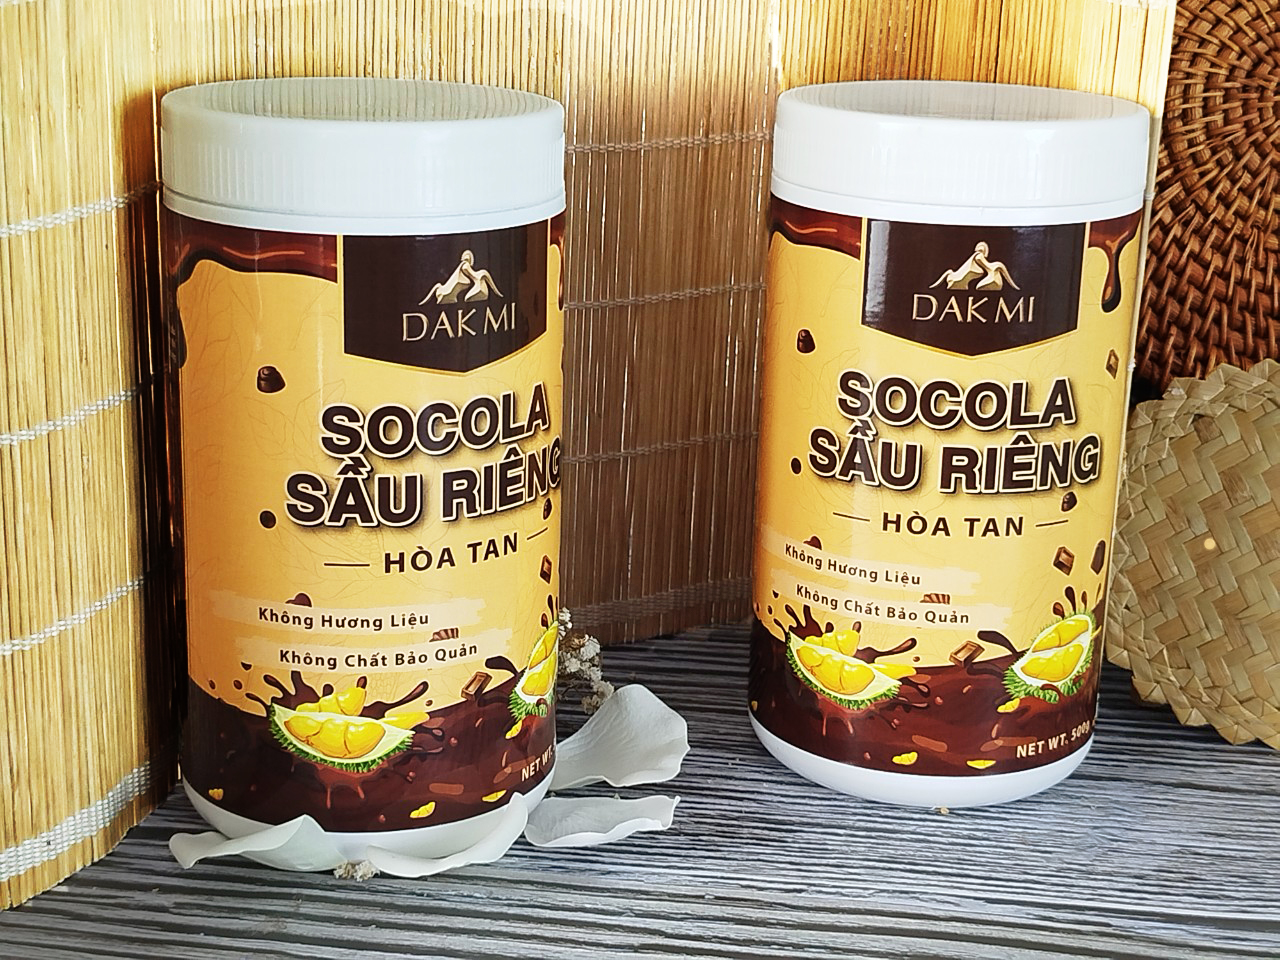 DAK MI
SOCOLA
SẦU RIÊNG
HÒA TAN
Không Hương Liệu
Không Chất Bảo Quản
NET WT.
DAK MI
SOCOLA
SẦU RIÊNG
HÒA TAN
Không Hương Liệu
Không Chất Bảo Quản
NET WT. 500g